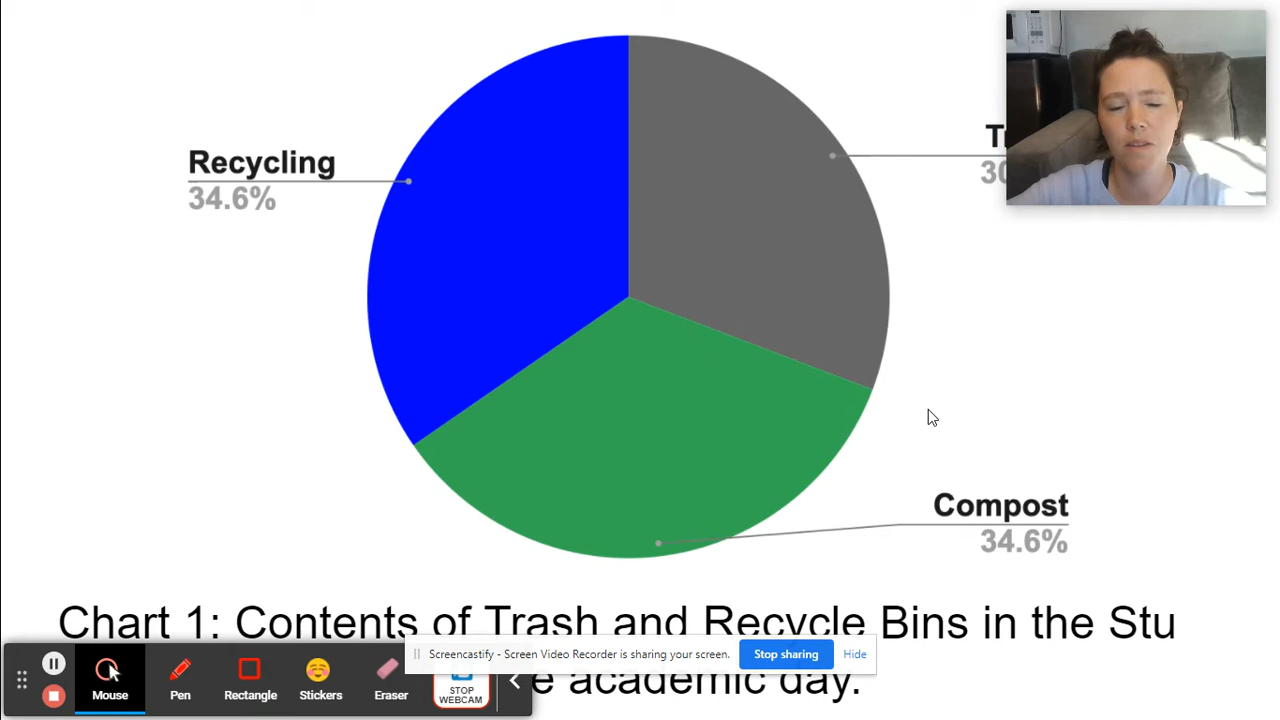 Recycling
34.6%
Compost
34.6%
Chart 1: Contents of Trash and Recycle Bins in the Stu
academic day.
Screencastify - Screen Video Recorder is sharing your screen.
Stop sharing
Hide
Mouse
Pen
Rectangle
Stickers
Eraser
STOP
WEBCAM